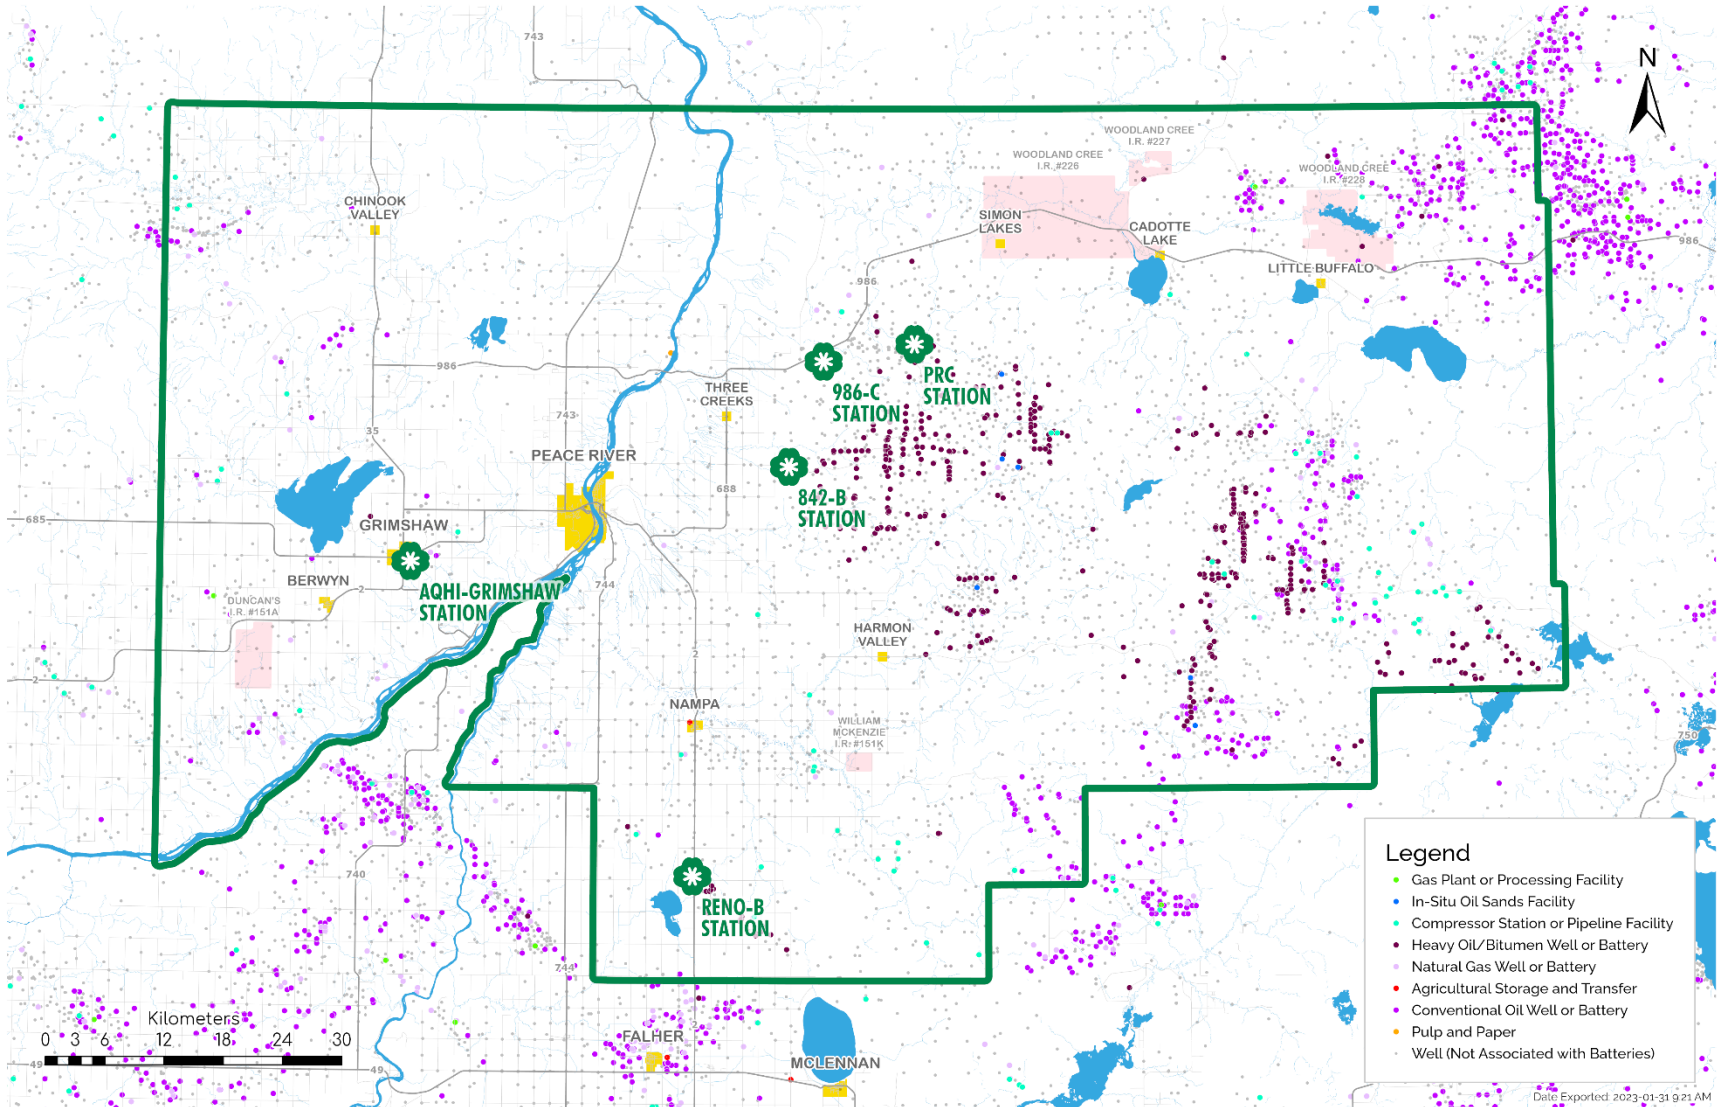 743
N
WOODLAND CREE
I.R. #227
WOODLAND CREE
I.R. #226
WOODLAND CREE
I.R. #228
CHINOOK
VALLEY
SIMON
LAKES
CADOTTE
LAKE
986
LITTLE BUFFALO
986
986
PRC
STATION
986-C
STATION
THREE
CREEKS
743
35
PEACE RIVER
688
842-B
STATION
685
GRIMSHAW
BERWYN
2
744
AQHI-GRIMSHAW
STATION
DUNCAN'S
I.R. #151A
HARMON
VALLEY
2
2
NAMPA
WILLIAM
MCKENZIE
I.R. #151K
750
740
RENO-B
STATION
744
Legend
Gas Plant or Processing Facility
In-Situ Oil Sands Facility
Compressor Station or Pipeline Facility
Heavy Oil/Bitumen Well or Battery
Natural Gas Well or Battery
Agricultural Storage and Transfer
Conventional Oil Well or Battery
Pulp and Paper
Well (Not Associated with Batteries)
Kilometers
0 3 6 12 18 24 30
2
FALHER
MCLENNAN
49
49
Date Exported: 2023-01-31 9:21 AM